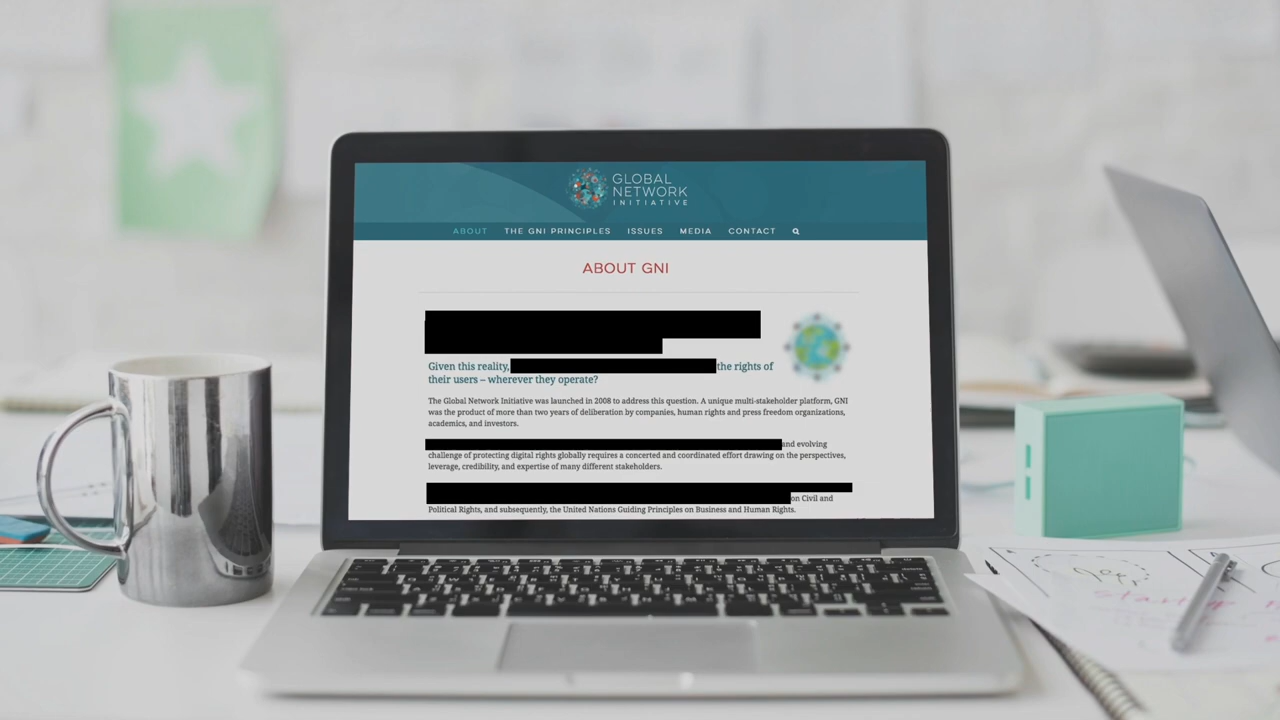 GLOBAL
NETWORK
INITIATIVE
ABOUT THE GNI PRINCIPLES ISSUES MEDIA CONTACT
ABOUT GNI
Given this reality, the rights of
their users – wherever they operate?
The Global Network Initiative was launched in 2008 to address this question. A unique multi-stakeholder platform, GNI
was the product of more than two years of deliberation by companies, human rights and press freedom organizations,
academics, and investors.
and evolving
challenge of protecting digital rights globally requires a concerted and coordinated effort drawing on the perspectives,
leverage, credibility, and expertise of many different stakeholders.
on Civil and
Political Rights, and subsequently, the United Nations Guiding Principles on Business and Human Rights.